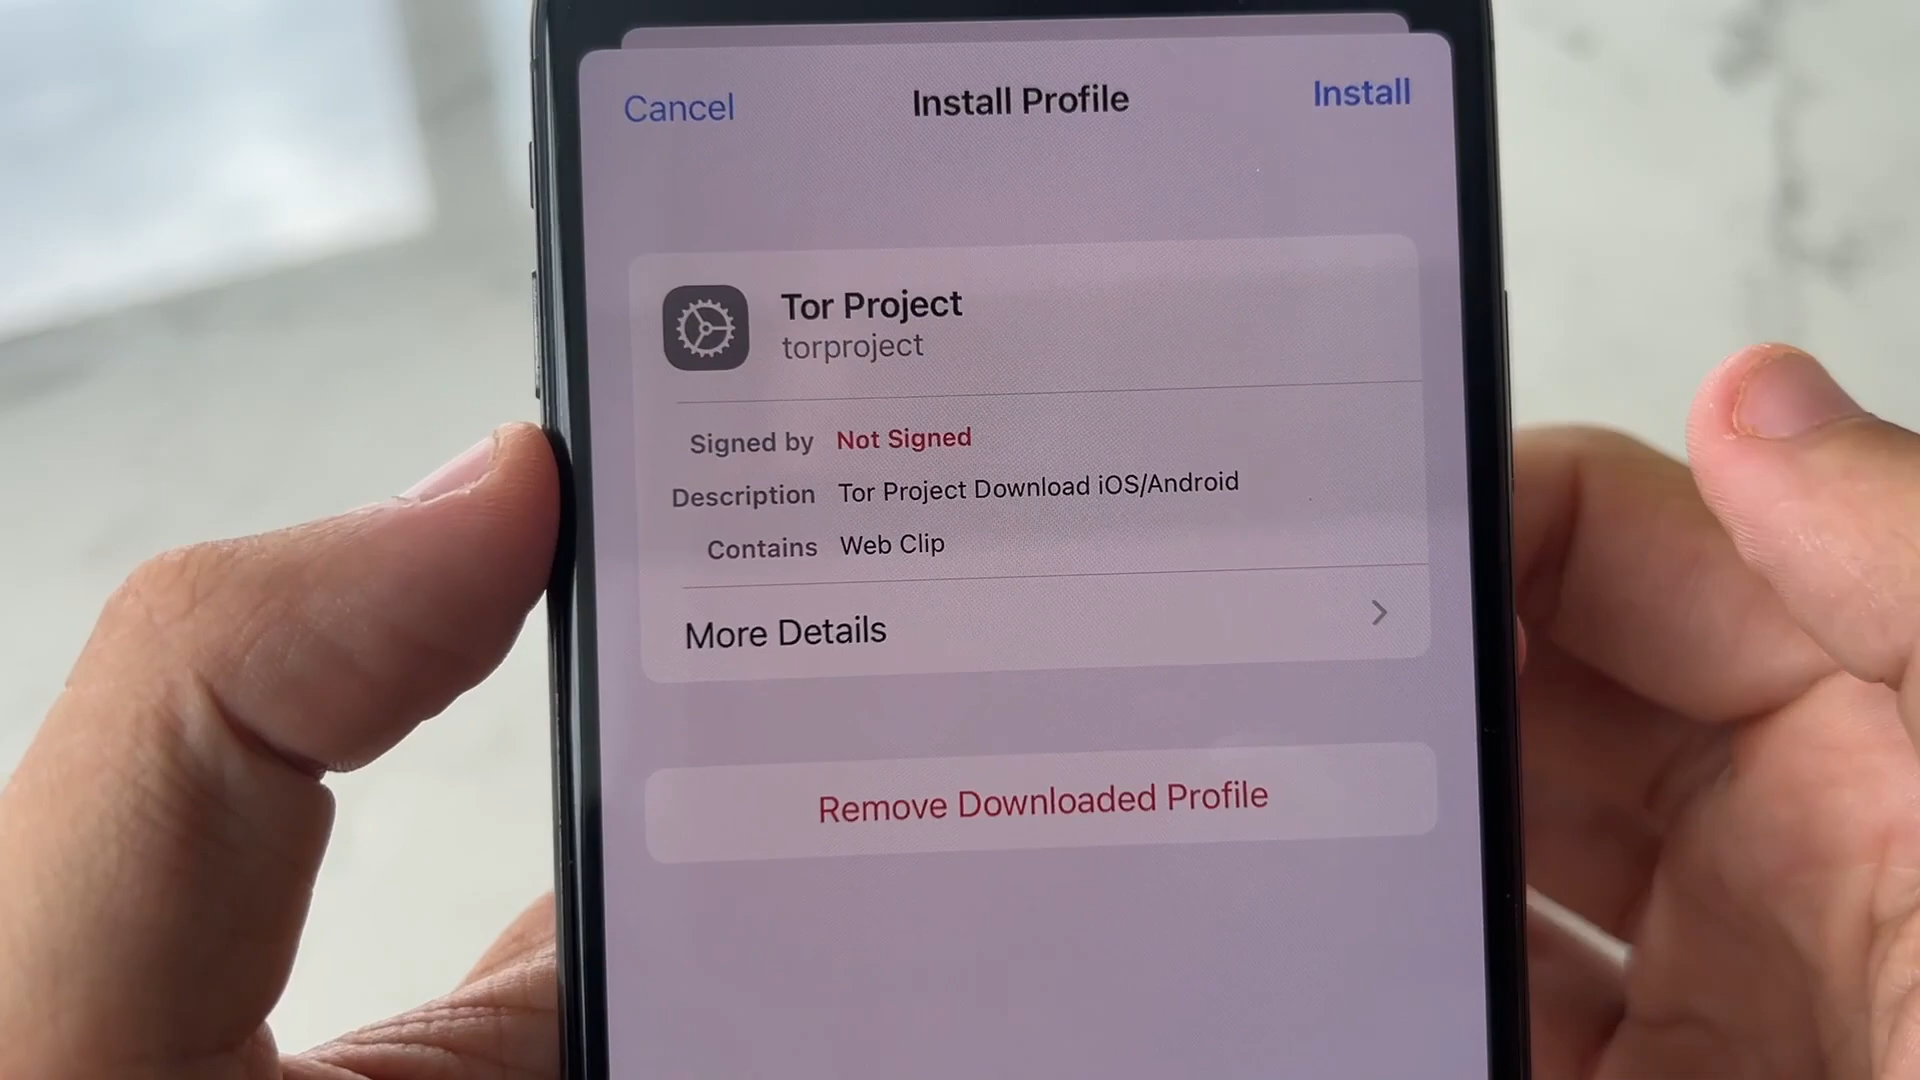 Cancel
Install Profile
Install
Tor Project
torproject
Signed by Not Signed
Description Tor Project Download iOS/Android
Contains Web Clip
More Details
Remove Downloaded Profile